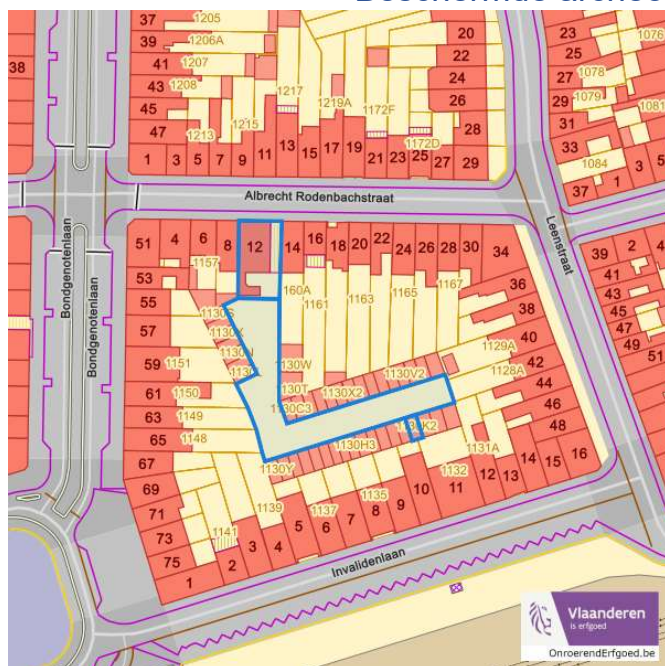 37 1205 20 23 1076
39 1206A 22 25 1078
38 41 1207 1217 1219A 1172F 24 27 1079
43 1208 26 29 1081
45 1213 1215 1172D 28 31
47 33 1084
1 3 5 7 9 11 13 15 17 19 21 23 25 27 29 37 1 3 5
Albrecht Rodenbachstraat
Bondgenotenlaan
Bondgenotenlaan
Leenstraat
51 4 6 8 12 14 16 18 20 22 24 26 28 30 34 39 2 4
53 1157 160A 1161 1163 1165 1167 36 41
55 1130S 38 43
57 1130X 45
59 1151 1130W 1130V2 1129A 40 47
61 1150 1130T 1130X2 1128A 42 49
63 1149 1130C3 44 51
65 1148 1130H3 46
67 1130Y 1131A 48
69 1139 1135 1132
71 1137
73 1141
75 1 2 3 4 5 6 7 8 9 10 11 12 12 13 14 15 16
Invalidenlaan
Vlaanderen
is erfgoed
OnroerendErfgoed.be